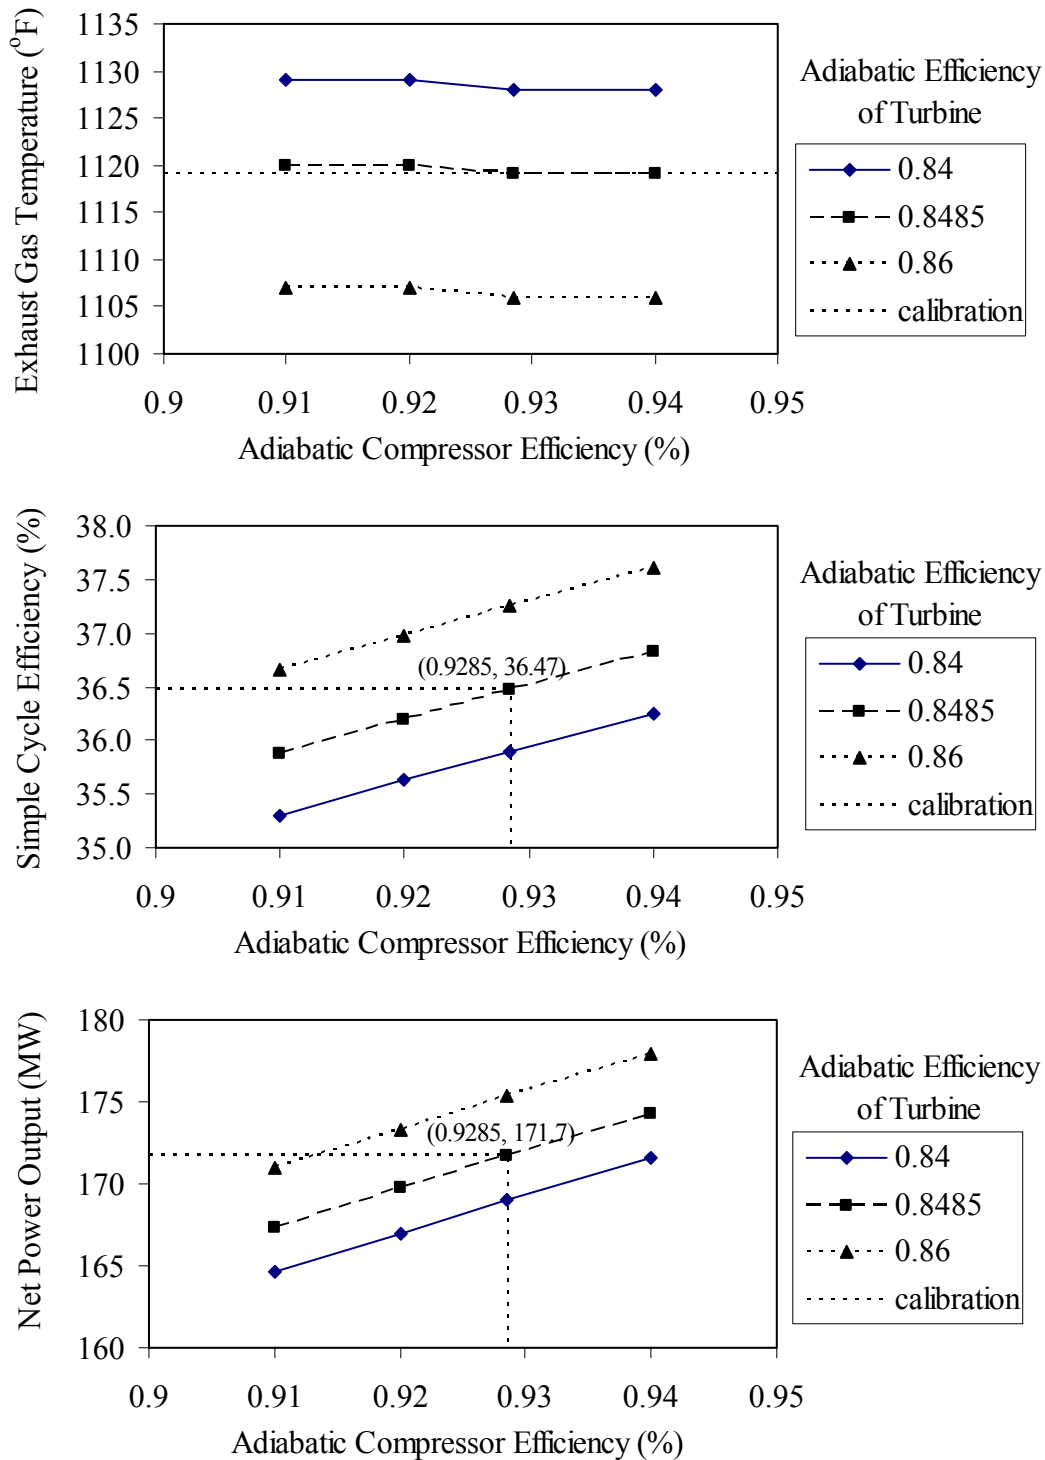 Exhaust Gas Temperature (°F)
1135
1130
1125
1120
1115
1110
1105
1100
0.9 0.91 0.92 0.93 0.94 0.95
Adiabatic Compressor Efficiency (%)
Adiabatic Efficiency
of Turbine
0.84
0.8485
0.86
calibration
Simple Cycle Efficiency (%)
38.0
37.5
37.0
36.5
36.0
35.5
35.0
(0.9285, 36.47)
0.9 0.91 0.92 0.93 0.94 0.95
Adiabatic Compressor Efficiency (%)
Adiabatic Efficiency
of Turbine
0.84
0.8485
0.86
calibration
Net Power Output (MW)
180
175
170
165
160
(0.9285, 171.7)
0.9 0.91 0.92 0.93 0.94 0.95
Adiabatic Compressor Efficiency (%)
Adiabatic Efficiency
of Turbine
0.84
0.8485
0.86
calibration